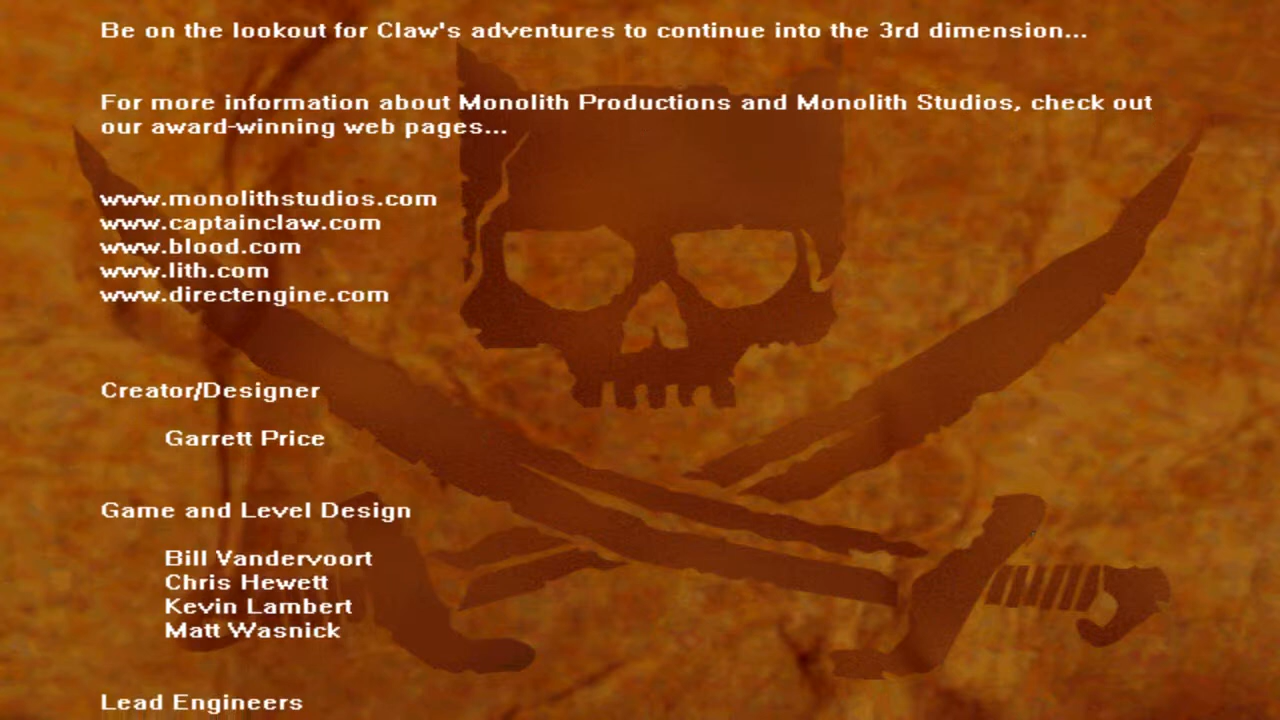 Be on the lookout for Claw's adventures to continue into the 3rd dimension...
For more information about Monolith Productions and Monolith Studios, check out
our award-winning web pages...
www.monolithstudios.com
www.captainclaw.com
www.blood.com
www.lith.com
www.directengine.com
Creator/Designer
Garrett Price
Game and Level Design
Bill Vandervoort
Chris Hewett
Kevin Lambert
Matt Wasnick
Lead Engineers